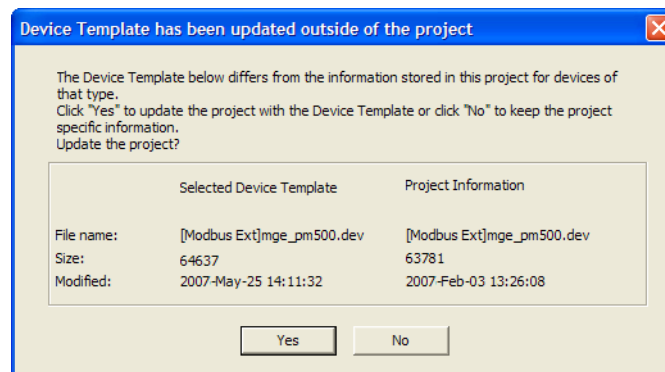 Device Template has been updated outside of the project
The Device Template below differs from the information stored in this project for devices of
that type.
Click "Yes" to update the project with the Device Template or click "No" to keep the project
specific information.
Update the project?
Selected Device Template Project Information
File name: [Modbus Ext]mge_pm500.dev [Modbus Ext]mge_pm500.dev
Size: 64637 63781
Modified: 2007-May-25 14:11:32 2007-Feb-03 13:26:08
Yes No